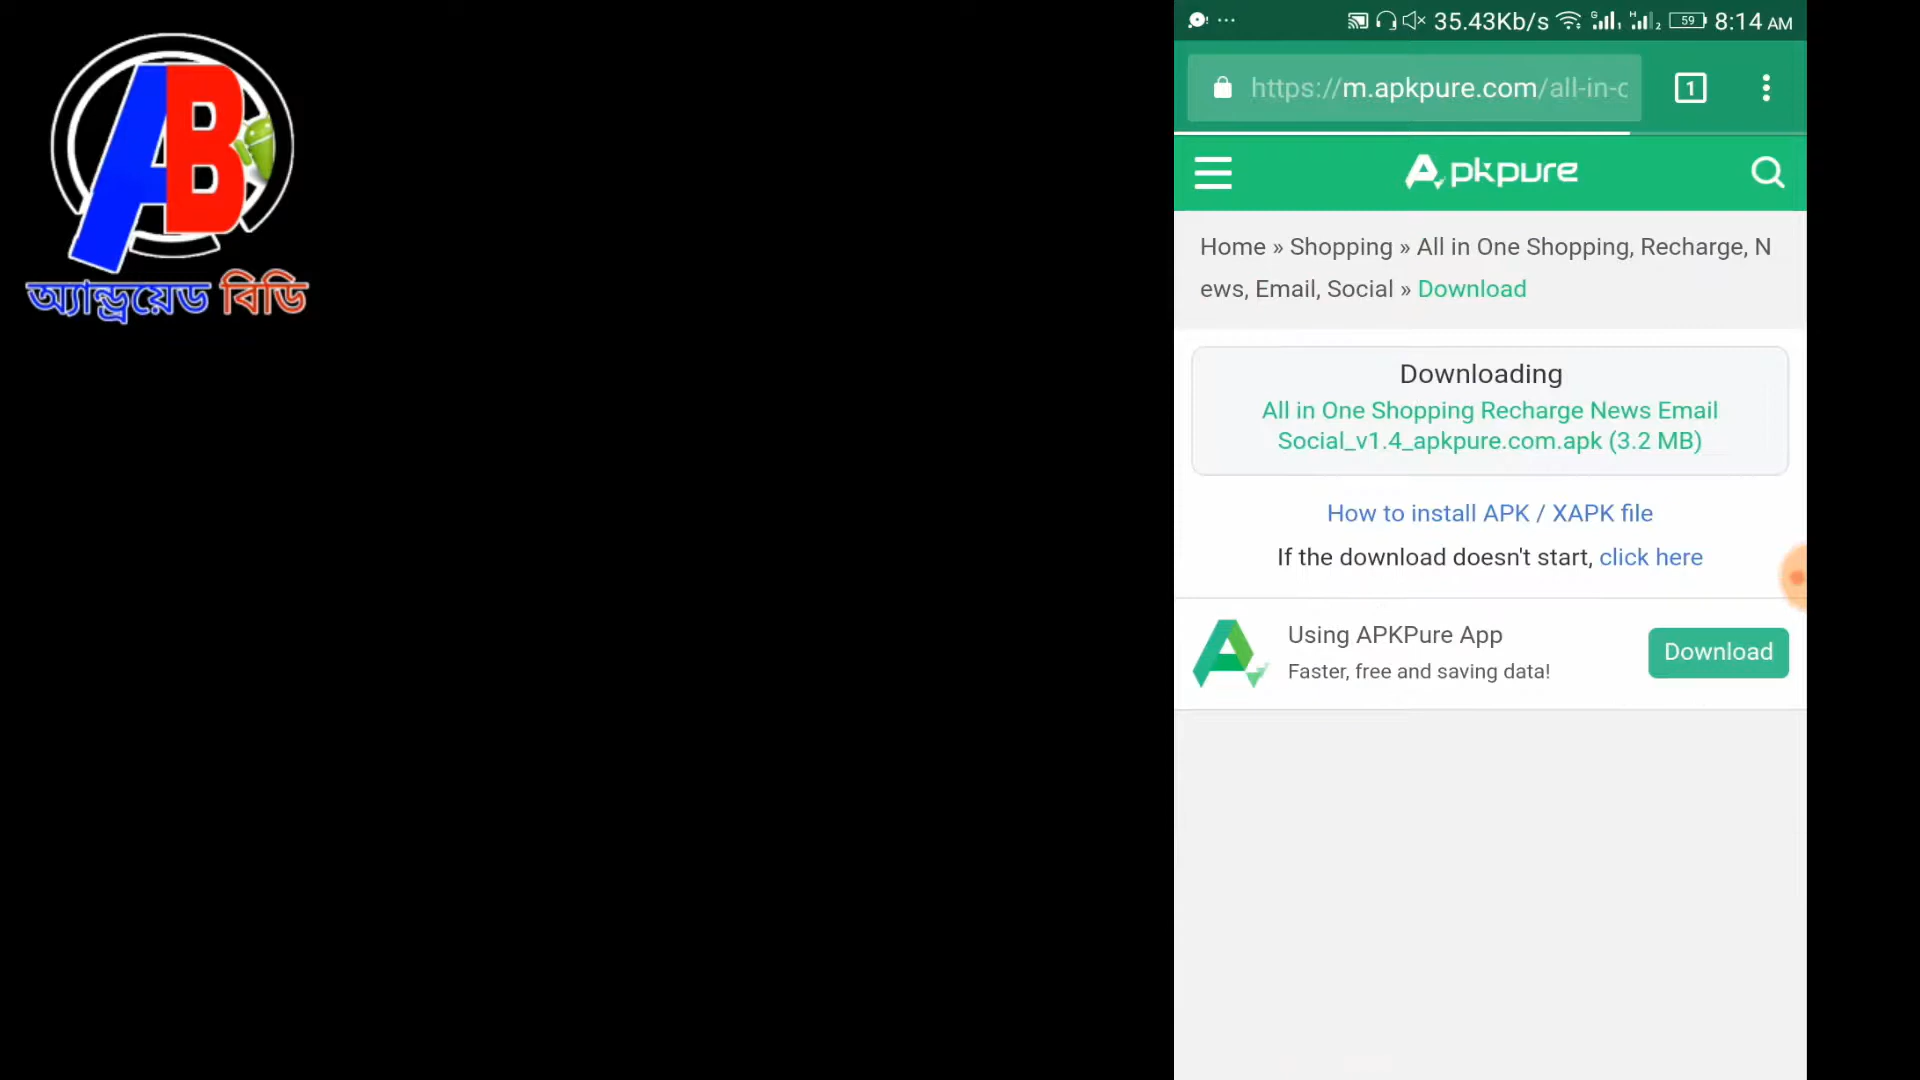 AB
অ্যান্ড্রয়েড বিডি
35.43Kb/s G 1 H 2 59 8:14 AM
https://m.apkpure.com/all-in-o
1
Apkpure
Home » Shopping » All in One Shopping, Recharge, N
ews, Email, Social » Download
Downloading
All in One Shopping Recharge News Email
Social_v1.4_apkpure.com.apk (3.2 MB)
How to install APK / XAPK file
If the download doesn't start, click here
Using APKPure App
Faster, free and saving data!
Download